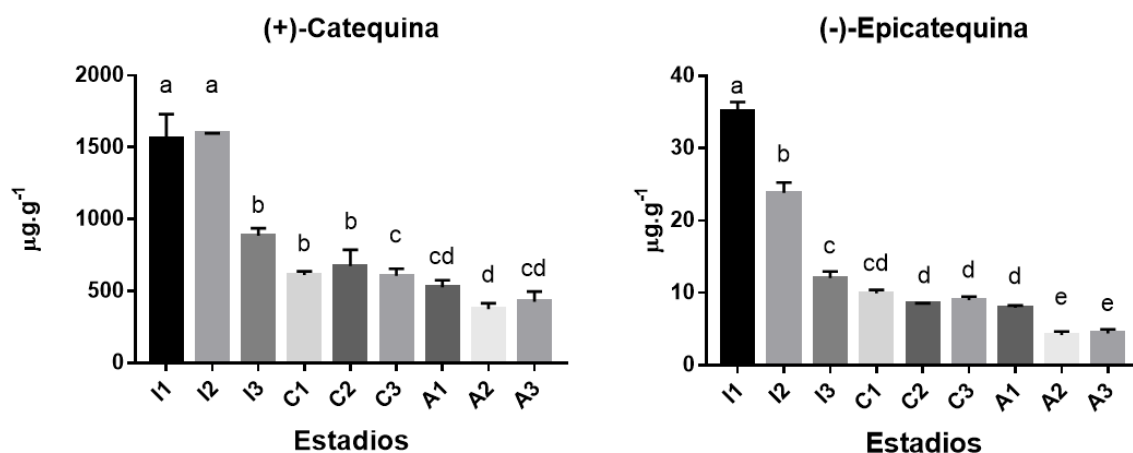 (+)-Catequina
2000
1500
1000
500
0
µg.g-1
a a b b b c cd d cd
I1 I2 I3 C1 C2 C3 A1 A2 A3
Estadios
(-)-Epicatequina
40
30
20
10
0
µg.g-1
a b c cd d d d e e
I1 I2 I3 C1 C2 C3 A1 A2 A3
Estadios